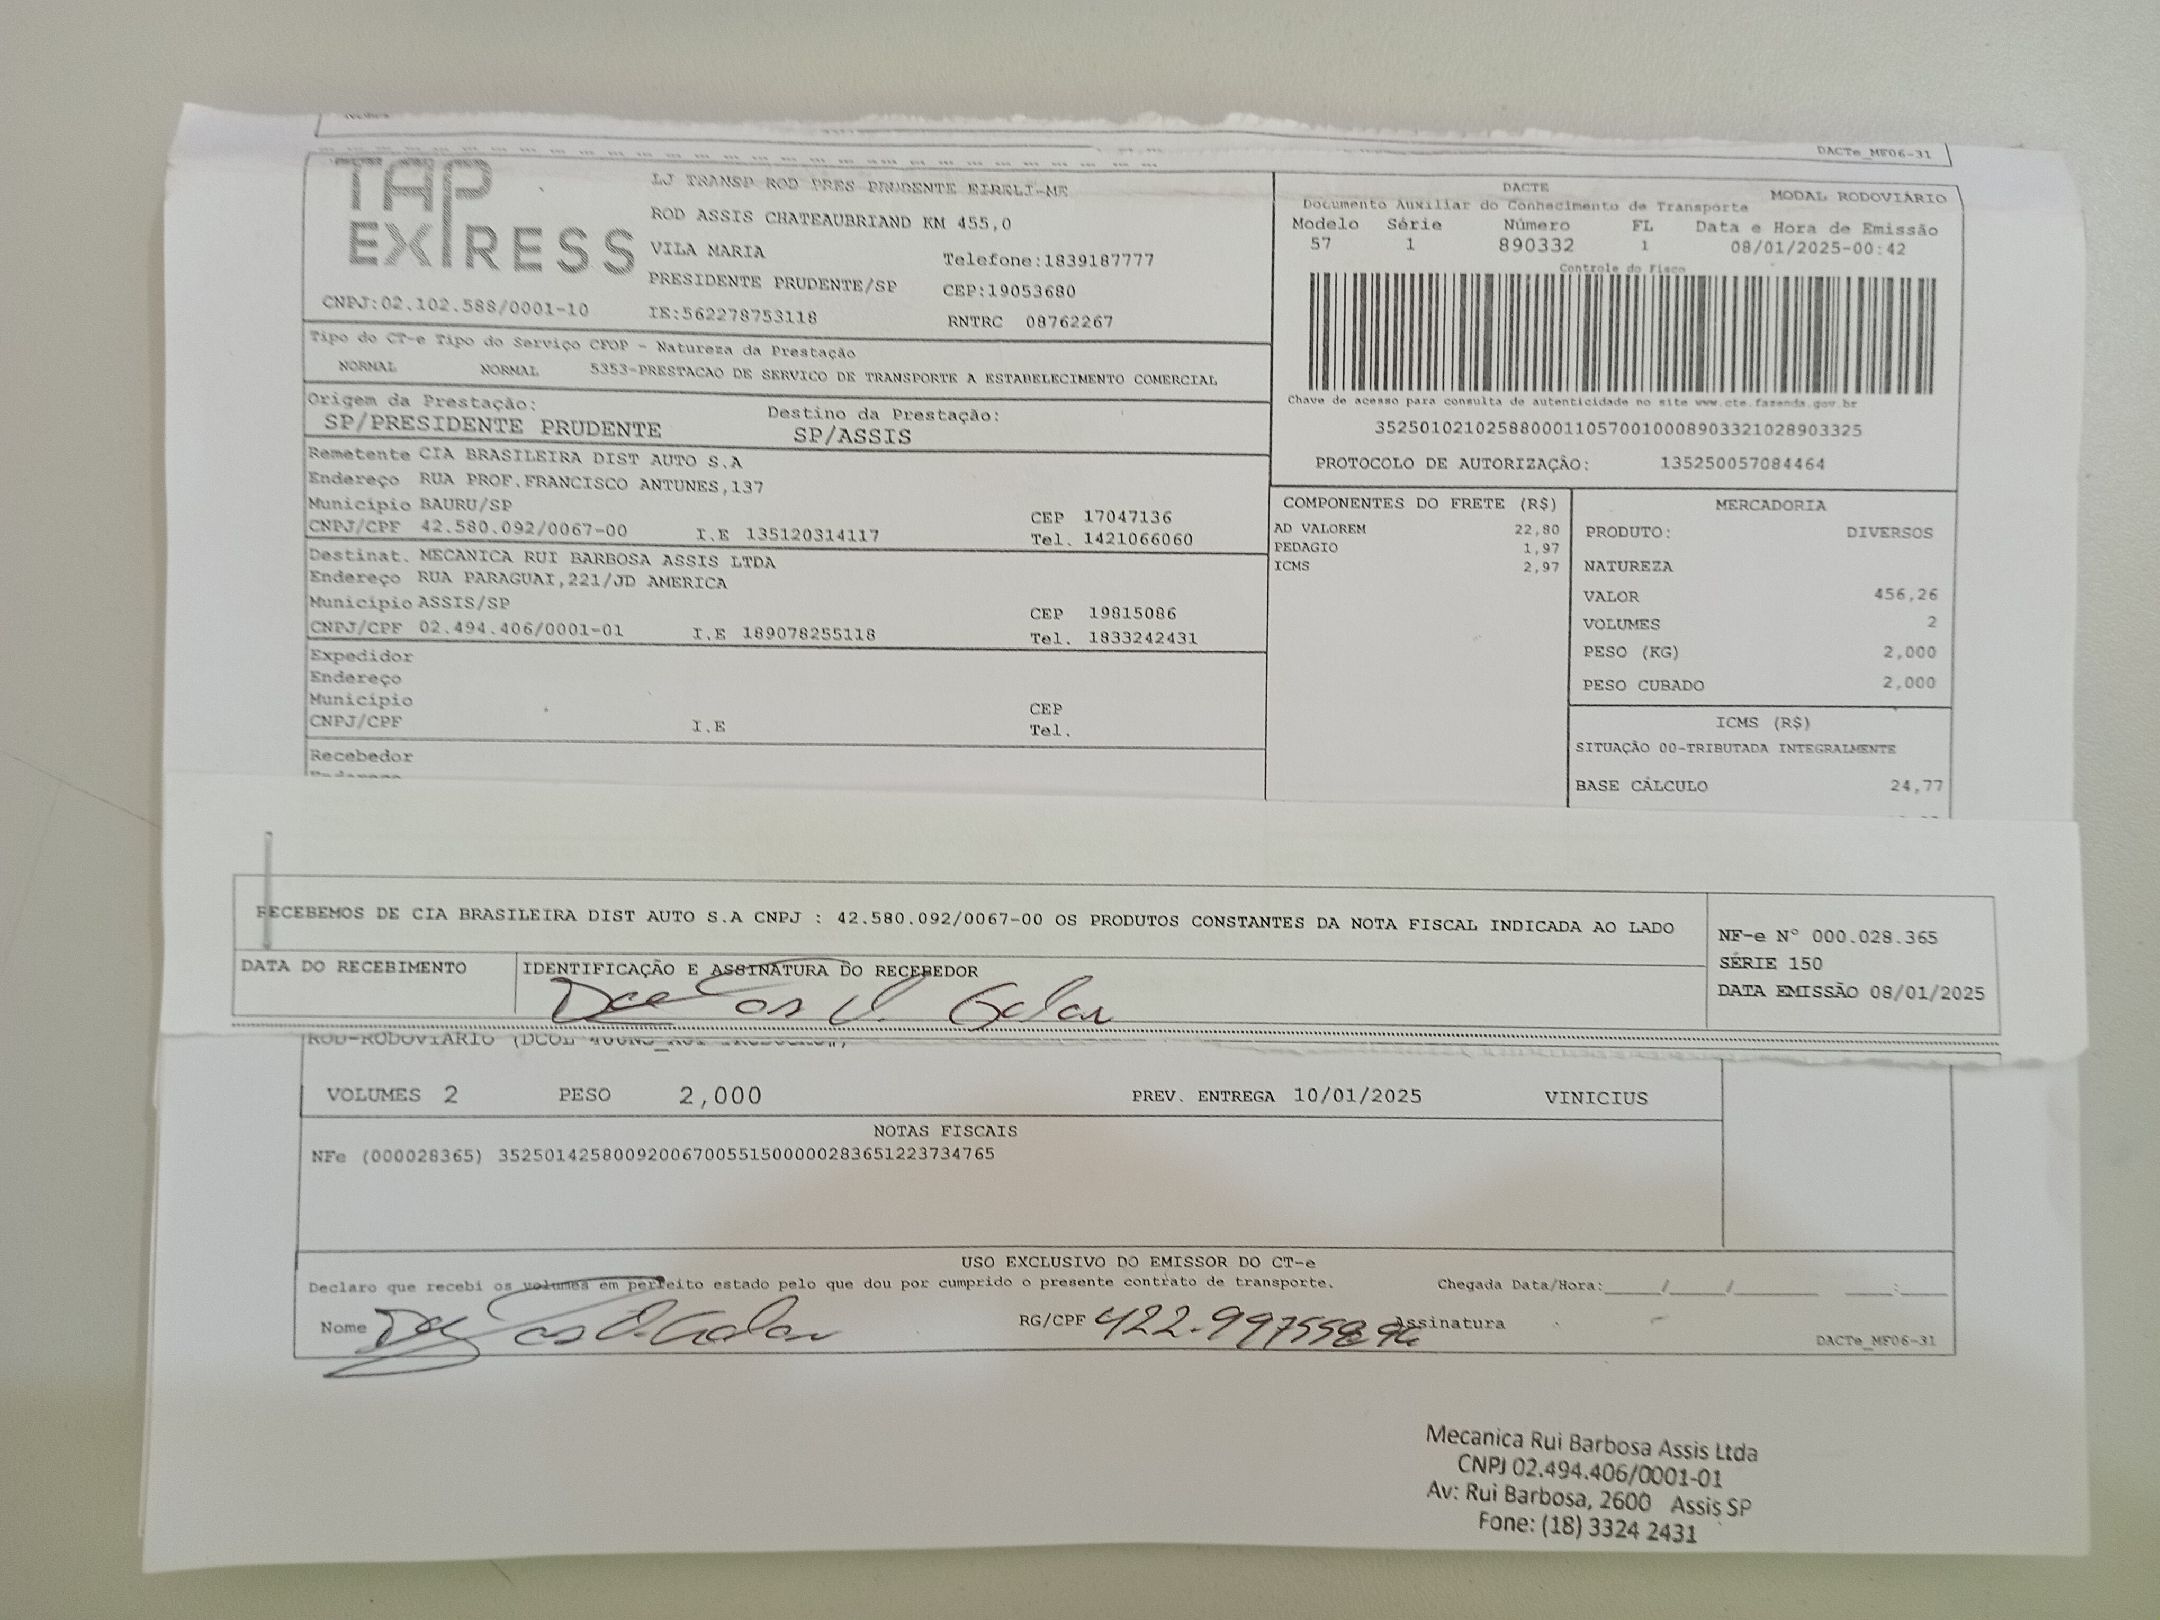 DACTe_MF06-31
TAP EXPRESS
CNPJ:02.102.588/0001-10
LJ TRANSP ROD PRES PRUDENTE EIRELI-ME
ROD ASSIS CHATEAUBRIAND KM 455,0
VILA MARIA
Telefone:1839187777
PRESIDENTE PRUDENTE/SP CEP:19053680
IE:562278753118 RNTRC 08762267
DACTE MODAL RODOVIÁRIO
Documento Auxiliar do Conhecimento de Transporte
Modelo Série Número FL Data e Hora de Emissão
57 1 890332 1 08/01/2025-00:42
Controle do Fisco
Chave de acesso para consulta de autenticidade no site www.cte.fazenda.gov.br
35250102102588000110570010008903321028903325
PROTOCOLO DE AUTORIZAÇÃO: 135250057084464
Tipo do CT-e Tipo do Serviço CFOP - Natureza da Prestação
NORMAL NORMAL 5353-PRESTACAO DE SERVICO DE TRANSPORTE A ESTABELECIMENTO COMERCIAL
Origem da Prestação: Destino da Prestação:
SP/PRESIDENTE PRUDENTE SP/ASSIS
Remetente CIA BRASILEIRA DIST AUTO S.A
Endereço RUA PROF.FRANCISCO ANTUNES,137
Município BAURU/SP CEP 17047136
CNPJ/CPF 42.580.092/0067-00 I.E 135120314117 Tel. 1421066060
Destinat. MECANICA RUI BARBOSA ASSIS LTDA
Endereço RUA PARAGUAI,221/JD AMERICA
Município ASSIS/SP CEP 19815086
CNPJ/CPF 02.494.406/0001-01 I.E 189078255118 Tel. 1833242431
Expedidor
Endereço
Município CEP
CNPJ/CPF I.E Tel.
Recebedor
COMPONENTES DO FRETE (R$)
AD VALOREM 22,80
PEDAGIO 1,97
ICMS 2,97
MERCADORIA
PRODUTO: DIVERSOS
NATUREZA
VALOR 456,26
VOLUMES 2
PESO (KG) 2,000
PESO CUBADO 2,000
ICMS (R$)
SITUAÇÃO 00-TRIBUTADA INTEGRALMENTE
BASE CÁLCULO 24,77
RECEBEMOS DE CIA BRASILEIRA DIST AUTO S.A CNPJ : 42.580.092/0067-00 OS PRODUTOS CONSTANTES DA NOTA FISCAL INDICADA AO LADO
NF-e N° 000.028.365
SÉRIE 150
DATA EMISSÃO 08/01/2025
DATA DO RECEBIMENTO IDENTIFICAÇÃO E ASSINATURA DO RECEBEDOR
ROD-RODOVIARIO
VOLUMES 2 PESO 2,000 PREV. ENTREGA 10/01/2025 VINICIUS
NOTAS FISCAIS
NFe (000028365) 35250142580092006700551500000283651223734765
USO EXCLUSIVO DO EMISSOR DO CT-e
Declaro que recebi os volumes em perfeito estado pelo que dou por cumprido o presente contrato de transporte. Chegada Data/Hora:____/____/______ ____:____
Nome RG/CPF Assinatura
DACTe_MF06-31
Mecanica Rui Barbosa Assis Ltda
CNPJ 02.494.406/0001-01
Av: Rui Barbosa, 2600 Assis SP
Fone: (18) 3324 2431